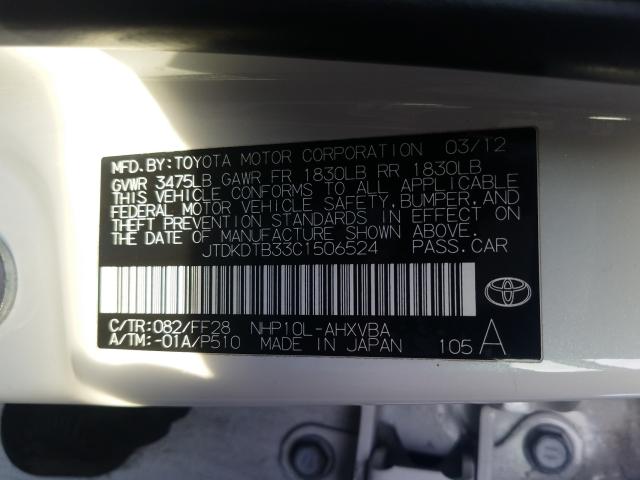 MFD. BY: TOYOTA MOTOR CORPORATION 03/12
GVWR 3475LB GAWR FR 1830LB RR 1830LB
THIS VEHICLE CONFORMS TO ALL APPLICABLE
FEDERAL MOTOR VEHICLE SAFETY, BUMPER, AND
THEFT PREVENTION STANDARDS IN EFFECT ON
THE DATE OF MANUFACTURE SHOWN ABOVE.
JTDKDTB33C1506524 PASS. CAR
C/TR: 082/FF28 NHP10L-AHXVBA
A/TM: -01A/P510 MADE IN JAPAN 105 A